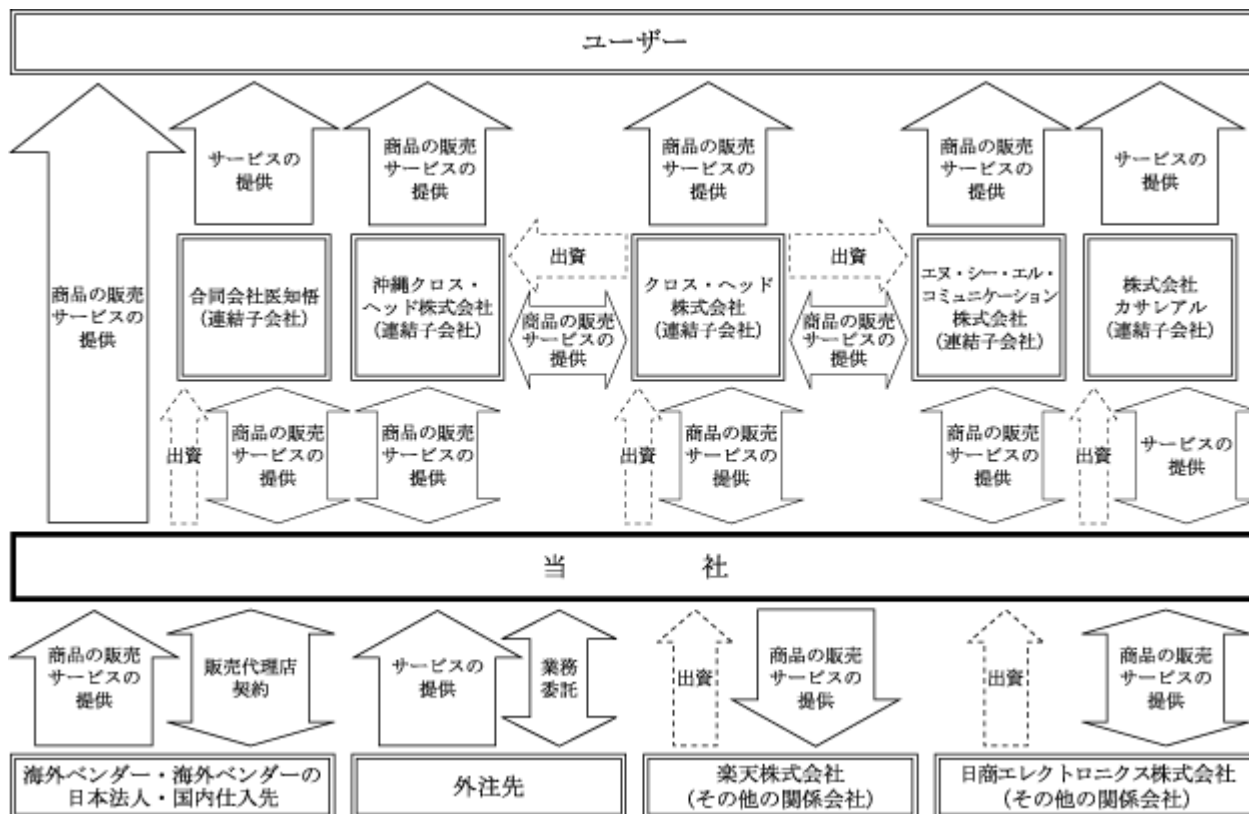 ユーザー
サービスの
提供
商品の販売
サービスの
提供
商品の販売
サービスの
提供
商品の販売
サービスの
提供
サービスの
提供
商品の販売
サービスの
提供
合同会社医知悟
(連結子会社)
沖縄クロス・
ヘッド株式会社
(連結子会社)
出資
商品の販売
サービスの
提供
クロス・ヘッド
株式会社
(連結子会社)
出資
商品の販売
サービスの
提供
エヌ・シー・エル・
コミュニケーション
株式会社
(連結子会社)
株式会社
カサレアル
(連結子会社)
出資
商品の販売
サービスの
提供
商品の販売
サービスの
提供
出資
商品の販売
サービスの
提供
商品の販売
サービスの
提供
出資
サービスの
提供
当 社
商品の販売
サービスの
提供
販売代理店
契約
サービスの
提供
業務
委託
出資
商品の販売
サービスの
提供
出資
商品の販売
サービスの
提供
海外ベンダー・海外ベンダーの
日本法人・国内仕入先
外注先
楽天株式会社
(その他の関係会社)
日商エレクトロニクス株式会社
(その他の関係会社)